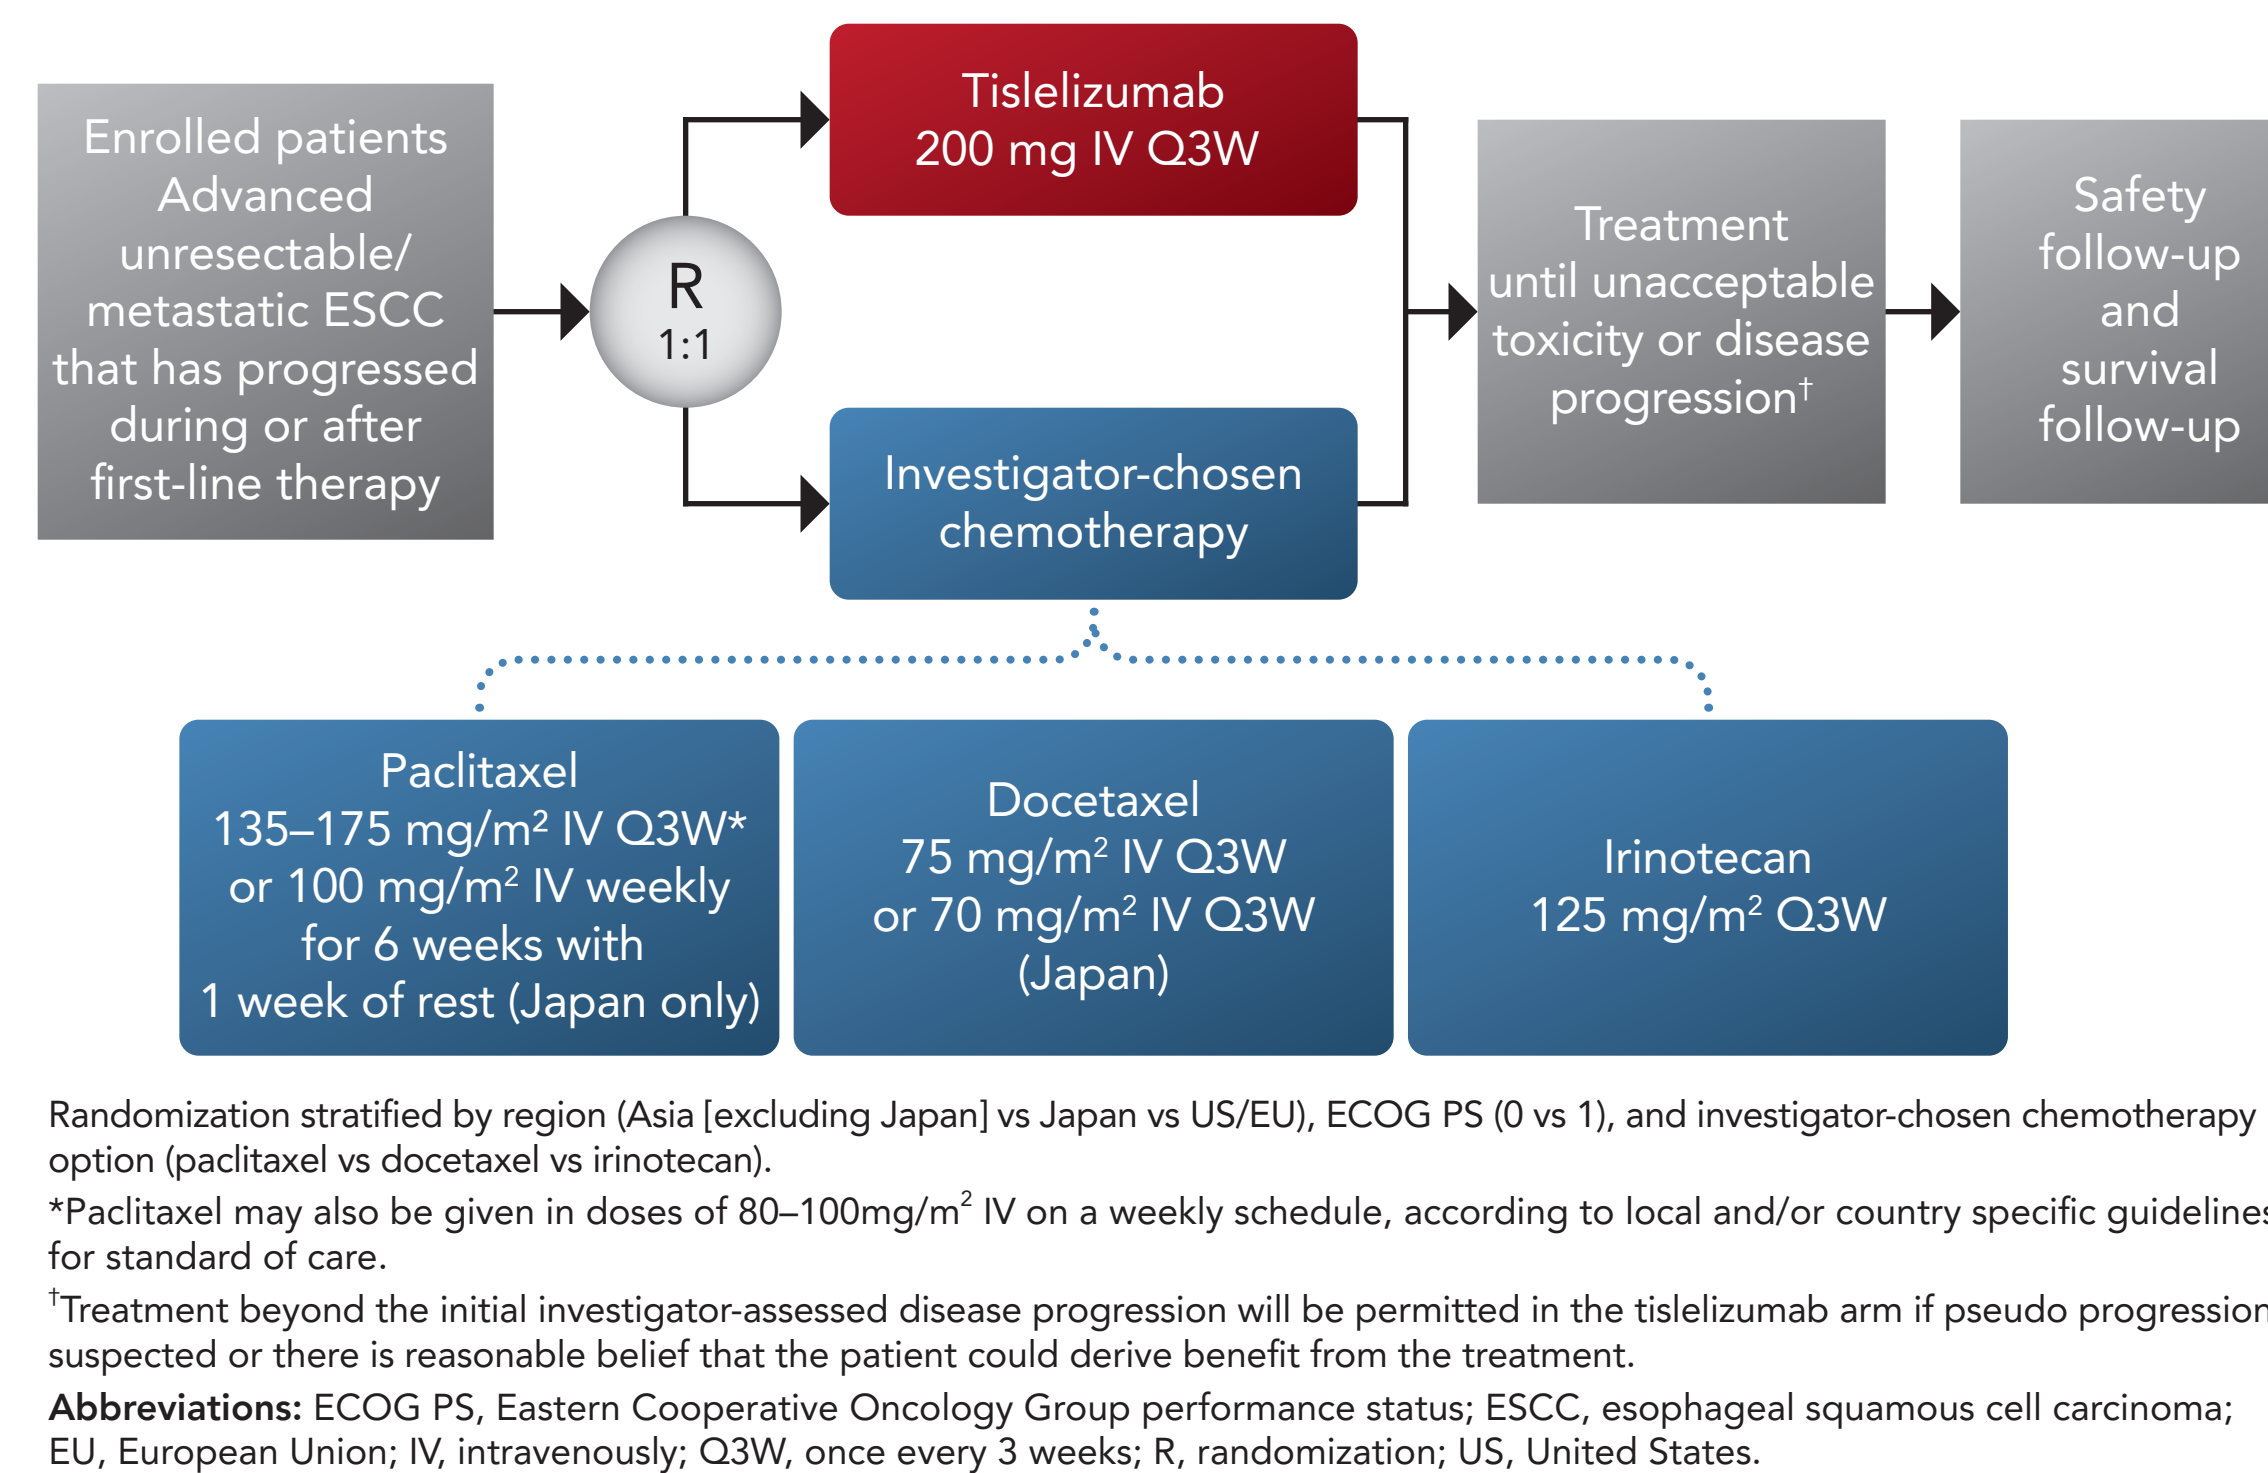 Enrolled patients
Advanced
unresectable/
metastatic ESCC
that has progressed
during or after
first-line therapy
R
1:1
Tislelizumab
200 mg IV Q3W
Investigator-chosen
chemotherapy
Treatment
until unacceptable
toxicity or disease
progression†
Safety
follow-up
and
survival
follow-up
Paclitaxel
135–175 mg/m² IV Q3W*
or 100 mg/m² IV weekly
for 6 weeks with
1 week of rest (Japan only)
Docetaxel
75 mg/m² IV Q3W
or 70 mg/m² IV Q3W
(Japan)
Irinotecan
125 mg/m² Q3W
Randomization stratified by region (Asia [excluding Japan] vs Japan vs US/EU), ECOG PS (0 vs 1), and investigator-chosen chemotherapy
option (paclitaxel vs docetaxel vs irinotecan).
*Paclitaxel may also be given in doses of 80–100mg/m² IV on a weekly schedule, according to local and/or country specific guidelines
for standard of care.
†Treatment beyond the initial investigator-assessed disease progression will be permitted in the tislelizumab arm if pseudo progression
suspected or there is reasonable belief that the patient could derive benefit from the treatment.
Abbreviations: ECOG PS, Eastern Cooperative Oncology Group performance status; ESCC, esophageal squamous cell carcinoma;
EU, European Union; IV, intravenously; Q3W, once every 3 weeks; R, randomization; US, United States.